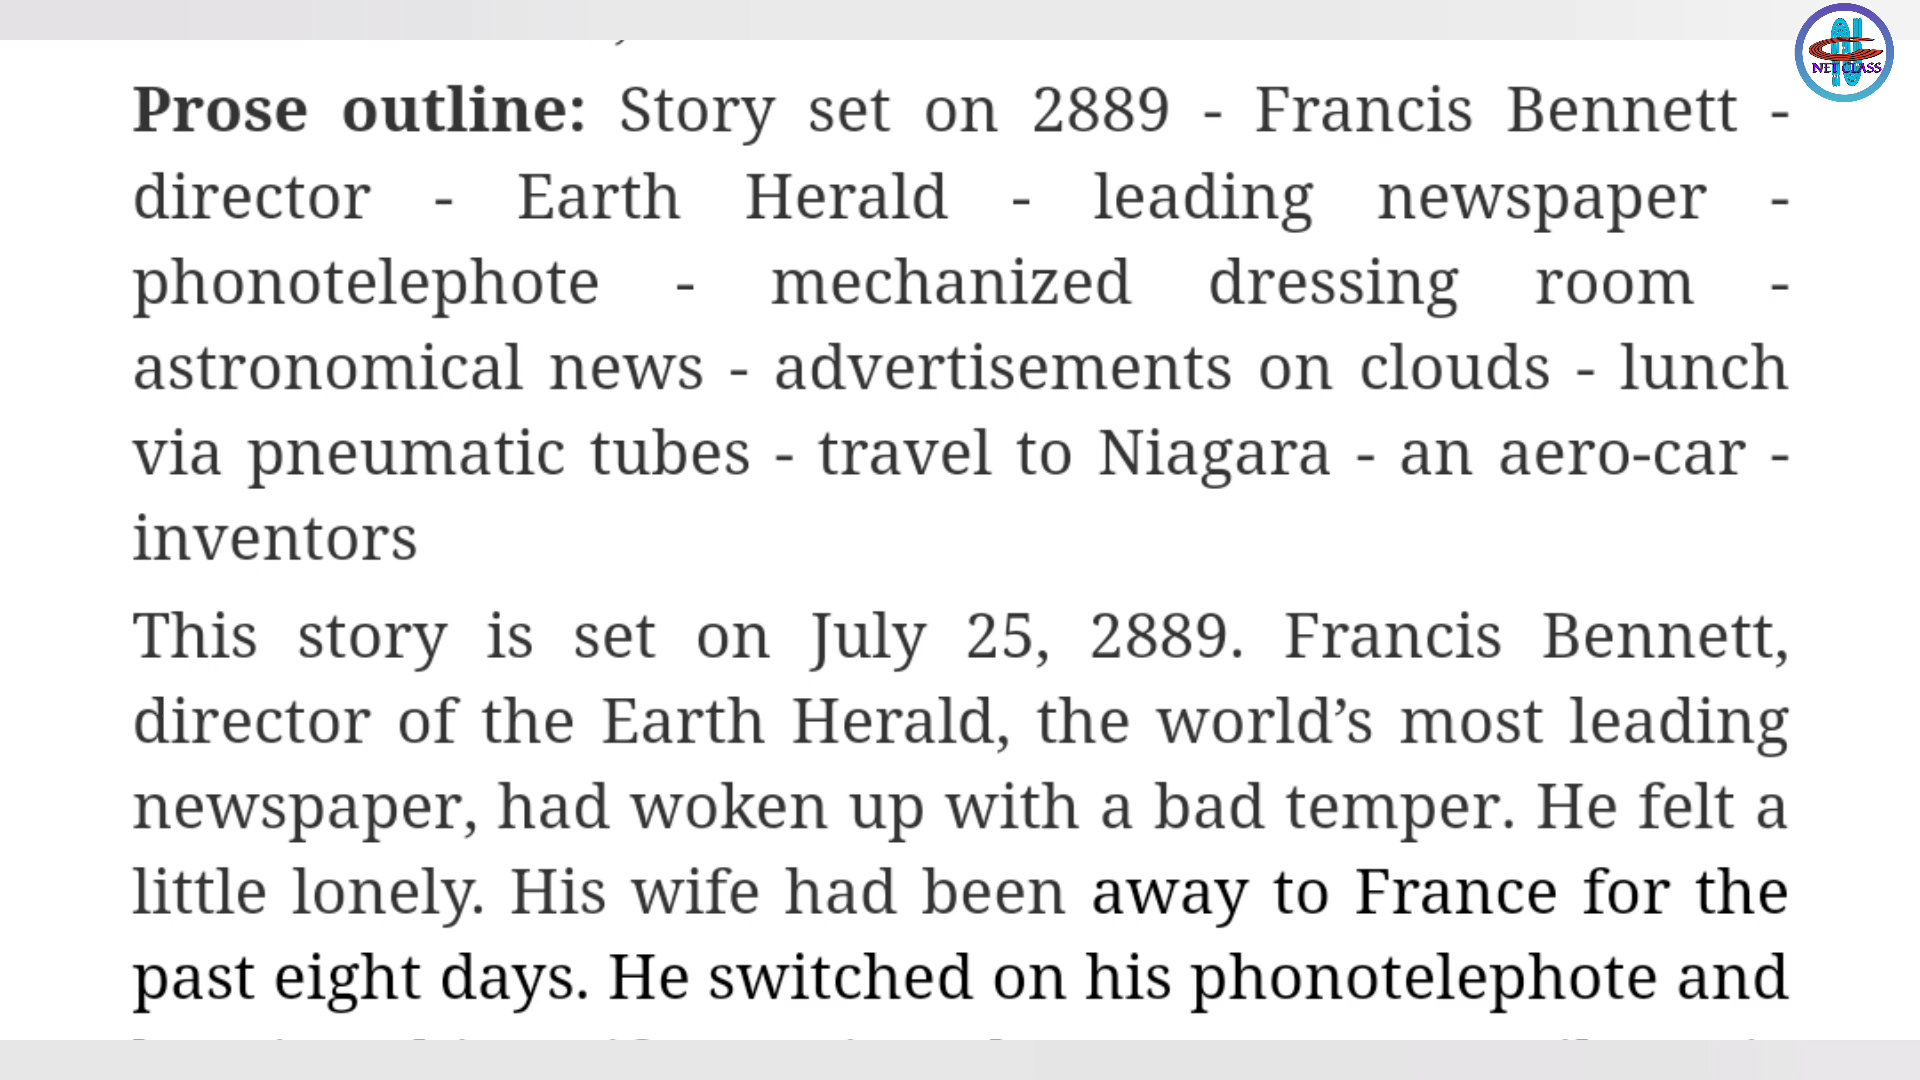 NET CLASS
Prose outline: Story set on 2889 - Francis Bennett -
director - Earth Herald - leading newspaper -
phonotelephote - mechanized dressing room -
astronomical news - advertisements on clouds - lunch
via pneumatic tubes - travel to Niagara - an aero-car -
inventors
This story is set on July 25, 2889. Francis Bennett,
director of the Earth Herald, the world’s most leading
newspaper, had woken up with a bad temper. He felt a
little lonely. His wife had been away to France for the
past eight days. He switched on his phonotelephote and